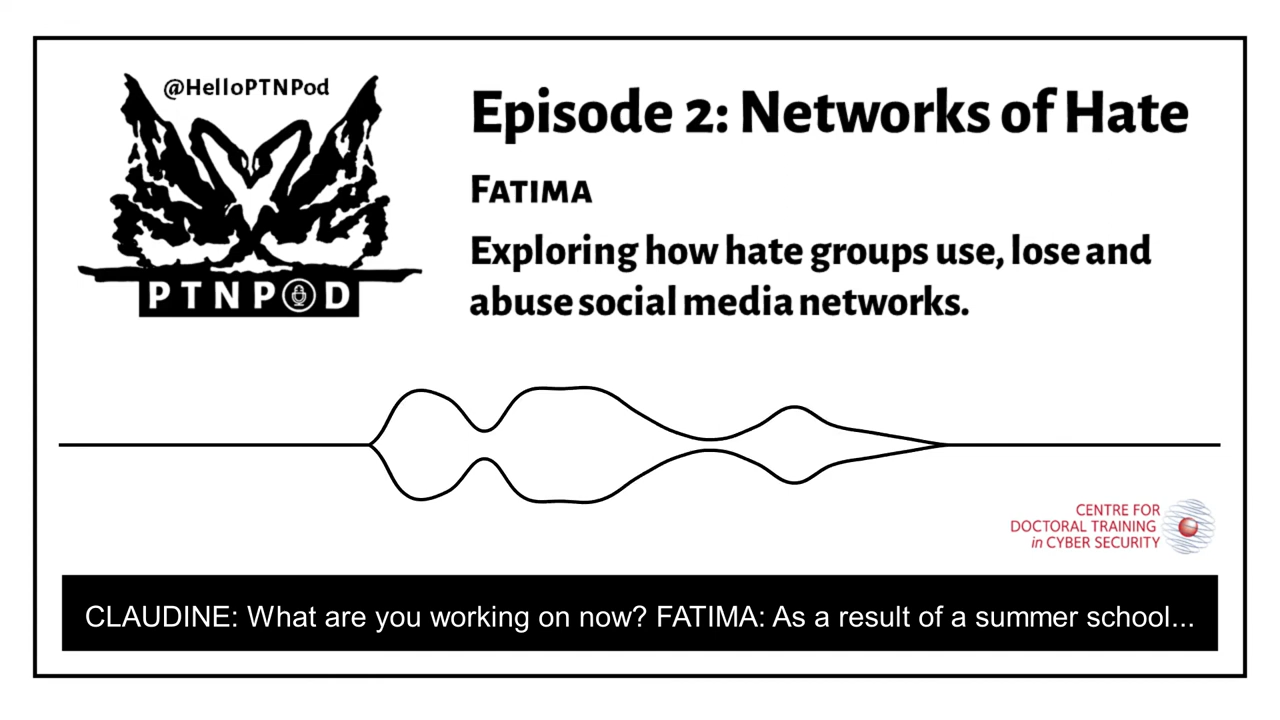 @HelloPTNPod
PTNPOD
Episode 2: Networks of Hate
FATIMA
Exploring how hate groups use, lose and
abuse social media networks.
CENTRE FOR
DOCTORAL TRAINING
in CYBER SECURITY
CLAUDINE: What are you working on now? FATIMA: As a result of a summer school...